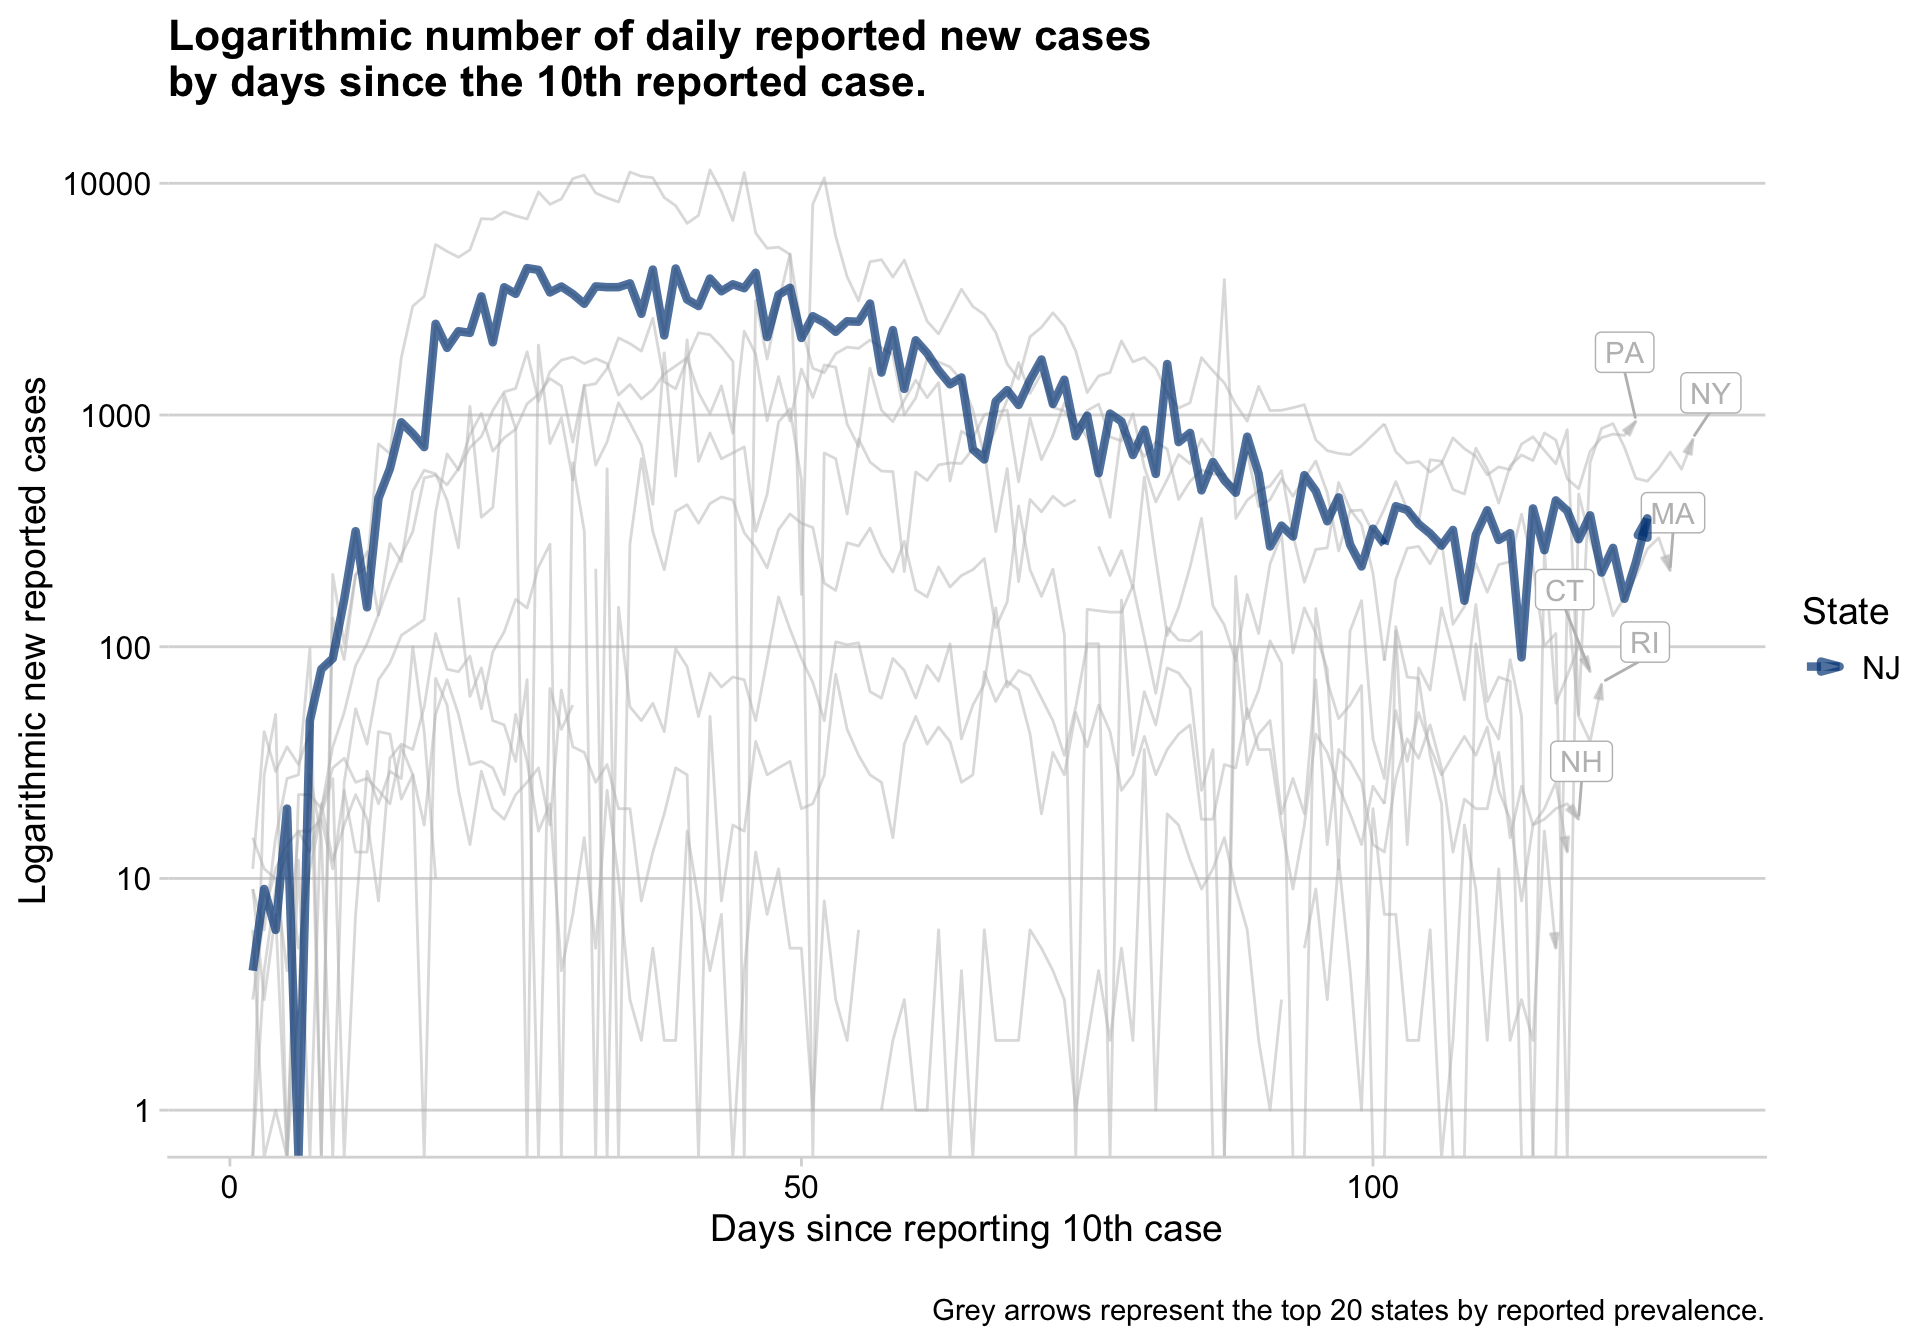 Logarithmic number of daily reported new cases
by days since the 10th reported case.
Logarithmic new reported cases
10000
1000
100
10
1
PA
NY
MA
CT
RI
NH
State
NJ
0
50
100
Days since reporting 10th case
Grey arrows represent the top 20 states by reported prevalence.